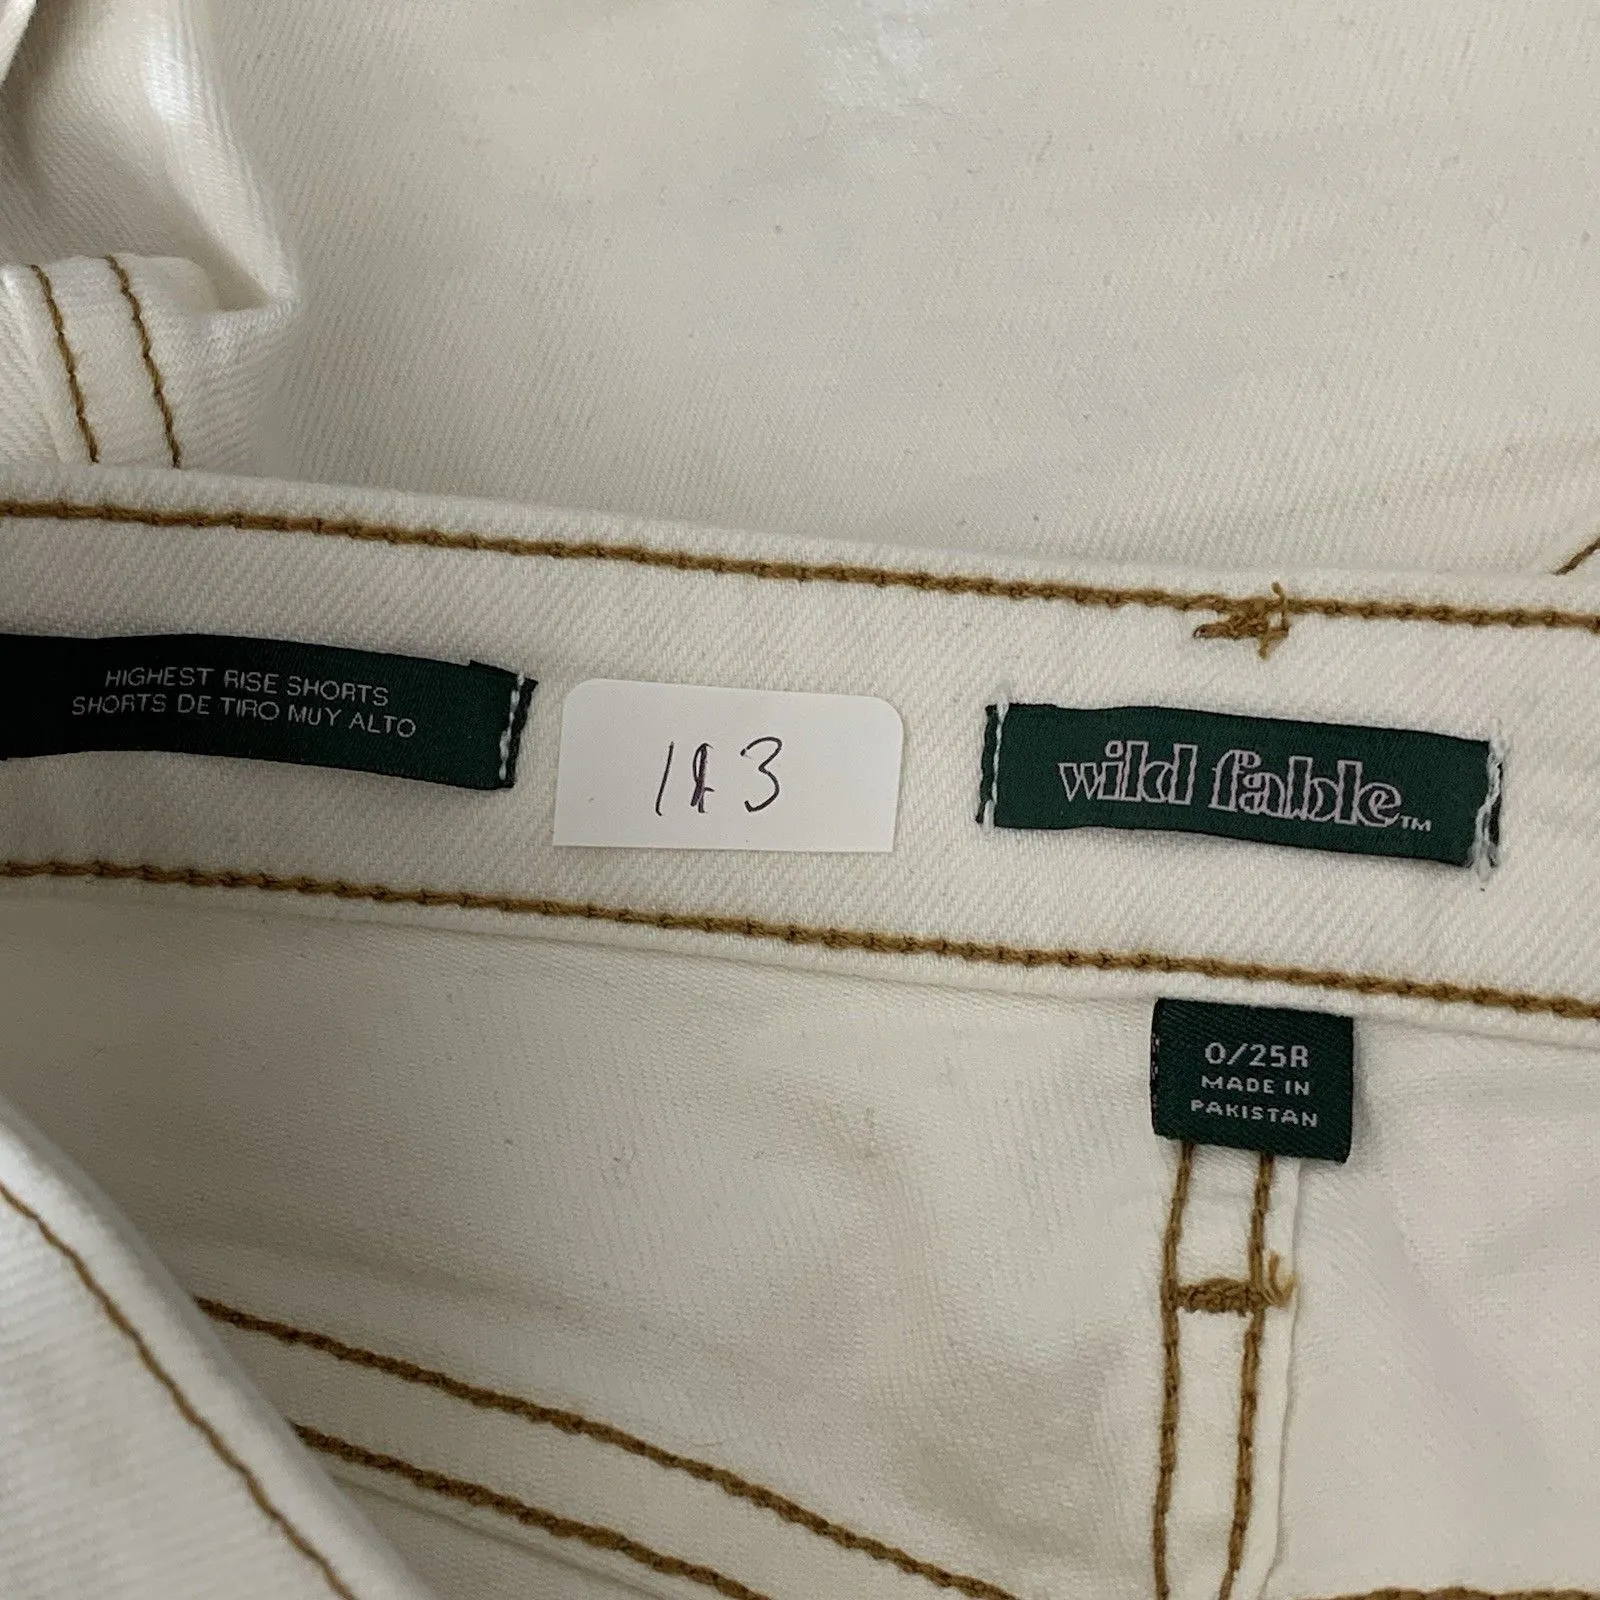 HIGHEST RISE SHORTS
SHORTS DE TIRO MUY ALTO
wild fable™
0/25R
MADE IN
PAKISTAN